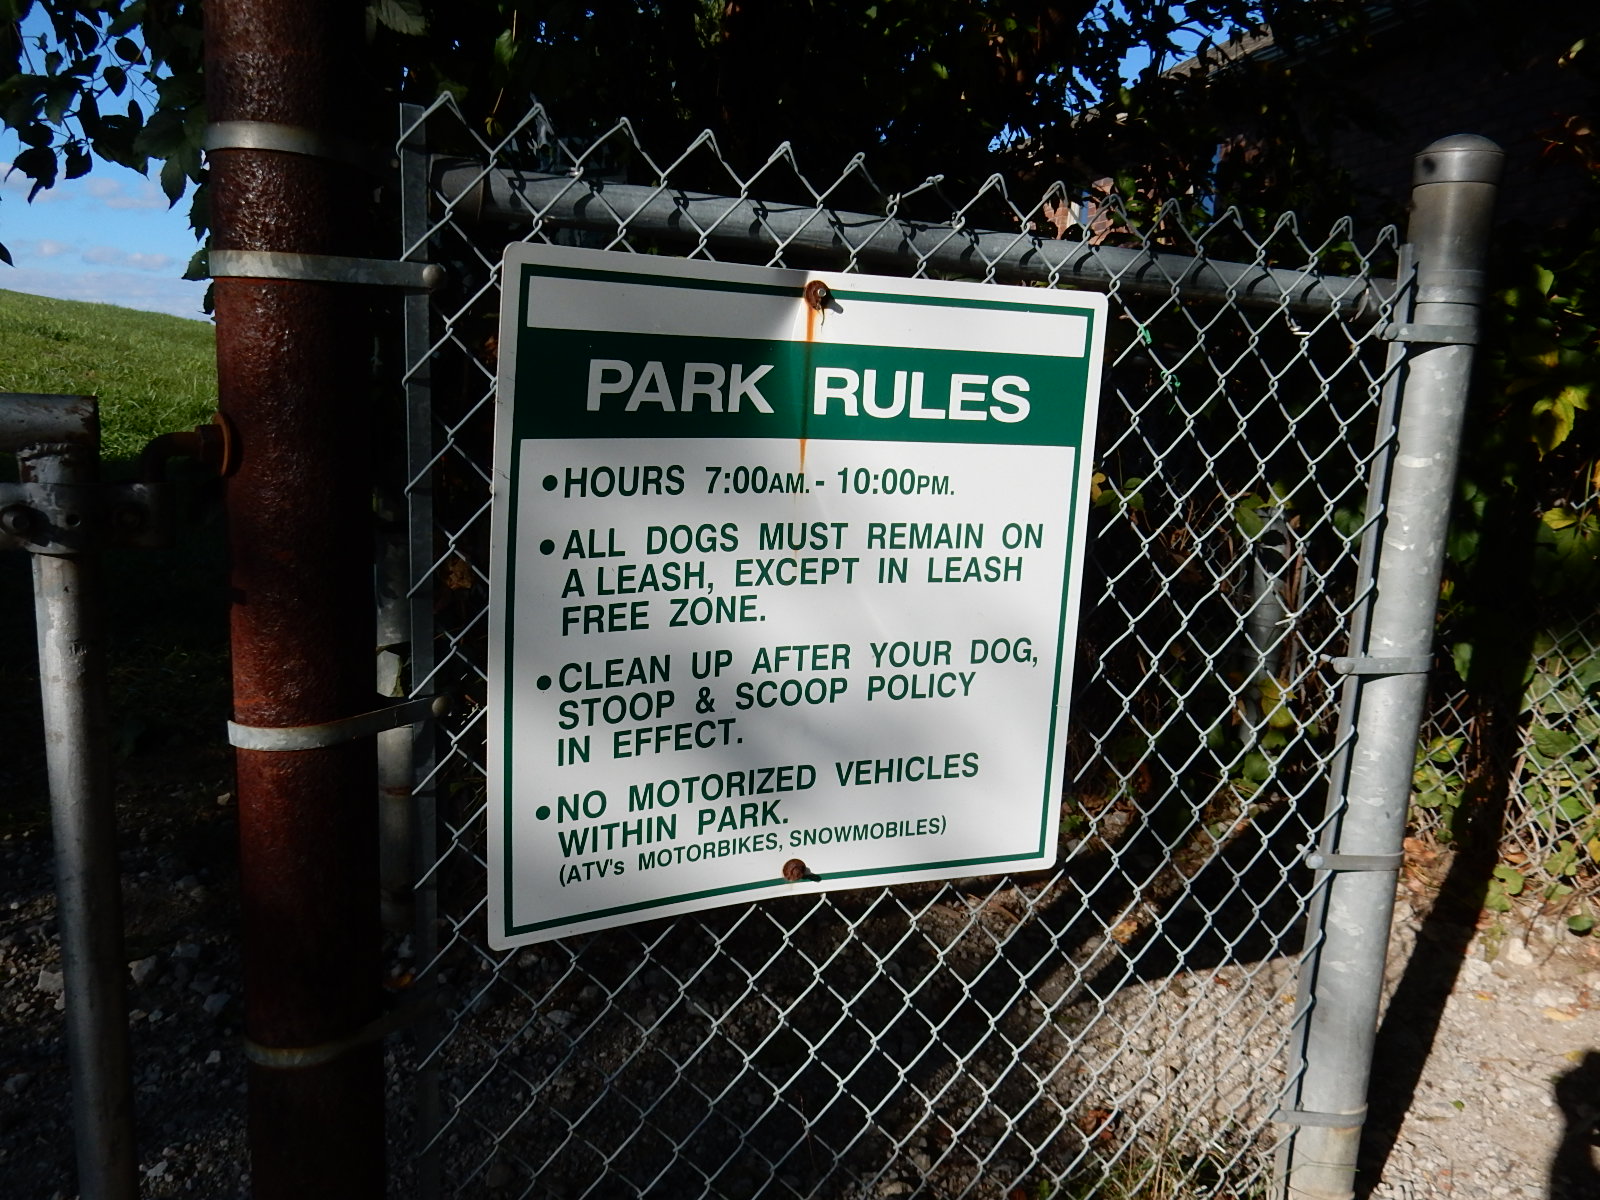 PARK RULES
• HOURS 7:00AM. - 10:00PM.
• ALL DOGS MUST REMAIN ON
A LEASH, EXCEPT IN LEASH
FREE ZONE.
• CLEAN UP AFTER YOUR DOG,
STOOP & SCOOP POLICY
IN EFFECT.
• NO MOTORIZED VEHICLES
WITHIN PARK.
(ATV's MOTORBIKES, SNOWMOBILES)